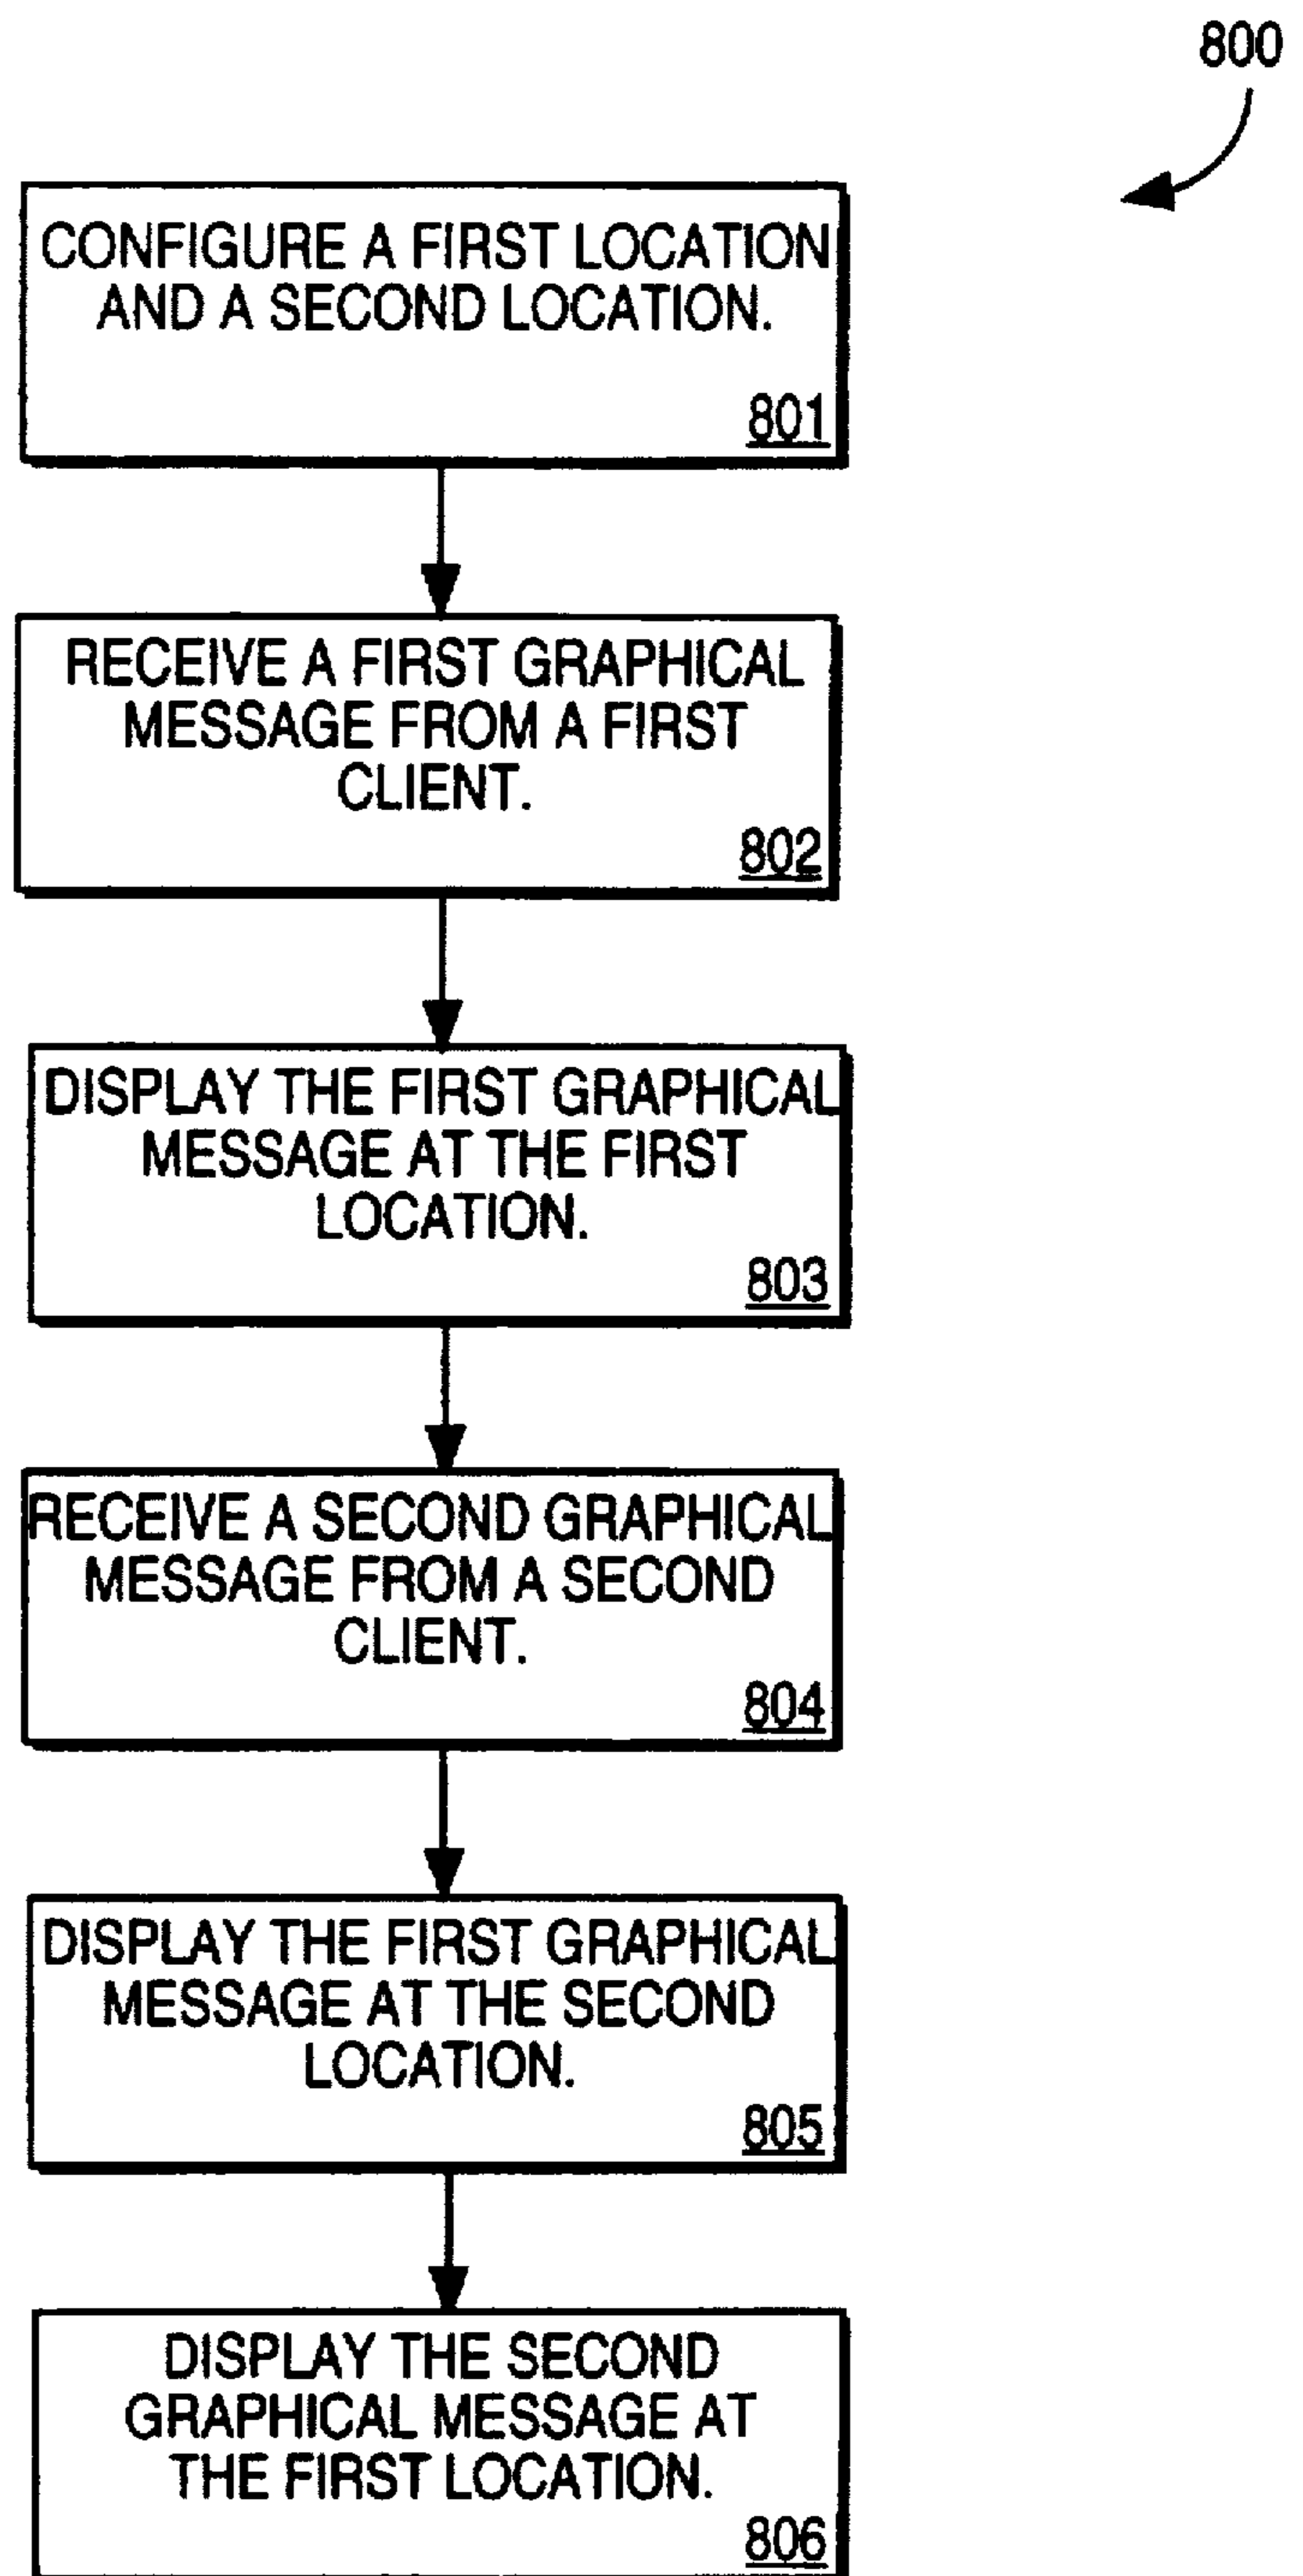 800
CONFIGURE A FIRST LOCATION
AND A SECOND LOCATION.
801
RECEIVE A FIRST GRAPHICAL
MESSAGE FROM A FIRST
CLIENT.
802
DISPLAY THE FIRST GRAPHICAL
MESSAGE AT THE FIRST
LOCATION.
803
RECEIVE A SECOND GRAPHICAL
MESSAGE FROM A SECOND
CLIENT.
804
DISPLAY THE FIRST GRAPHICAL
MESSAGE AT THE SECOND
LOCATION.
805
DISPLAY THE SECOND
GRAPHICAL MESSAGE AT
THE FIRST LOCATION.
806